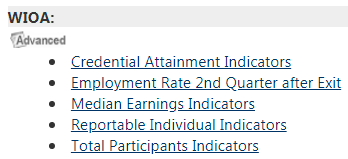 WIOA:
Advanced
Credential Attainment Indicators
Employment Rate 2nd Quarter after Exit
Median Earnings Indicators
Reportable Individual Indicators
Total Participants Indicators